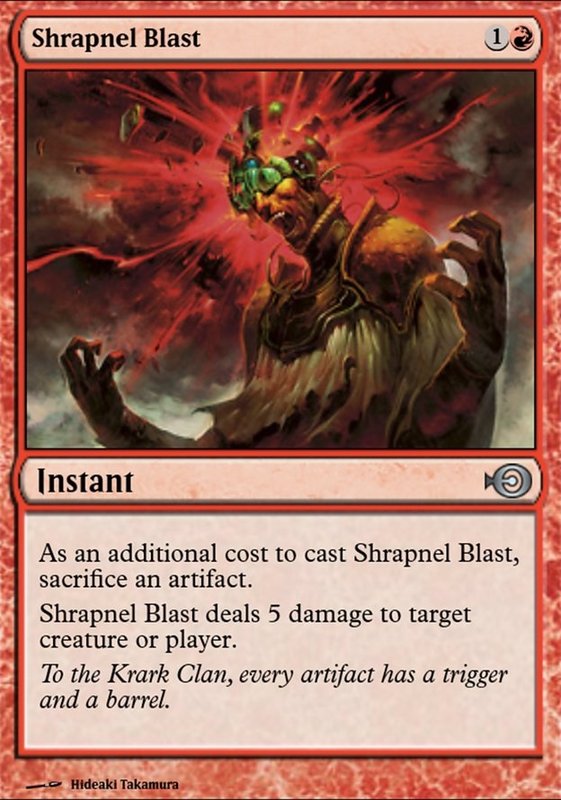 Shrapnel Blast 1
Instant
As an additional cost to cast Shrapnel Blast,
sacrifice an artifact.
Shrapnel Blast deals 5 damage to target
creature or player.
To the Krark Clan, every artifact has a trigger
and a barrel.
Hideaki Takamura